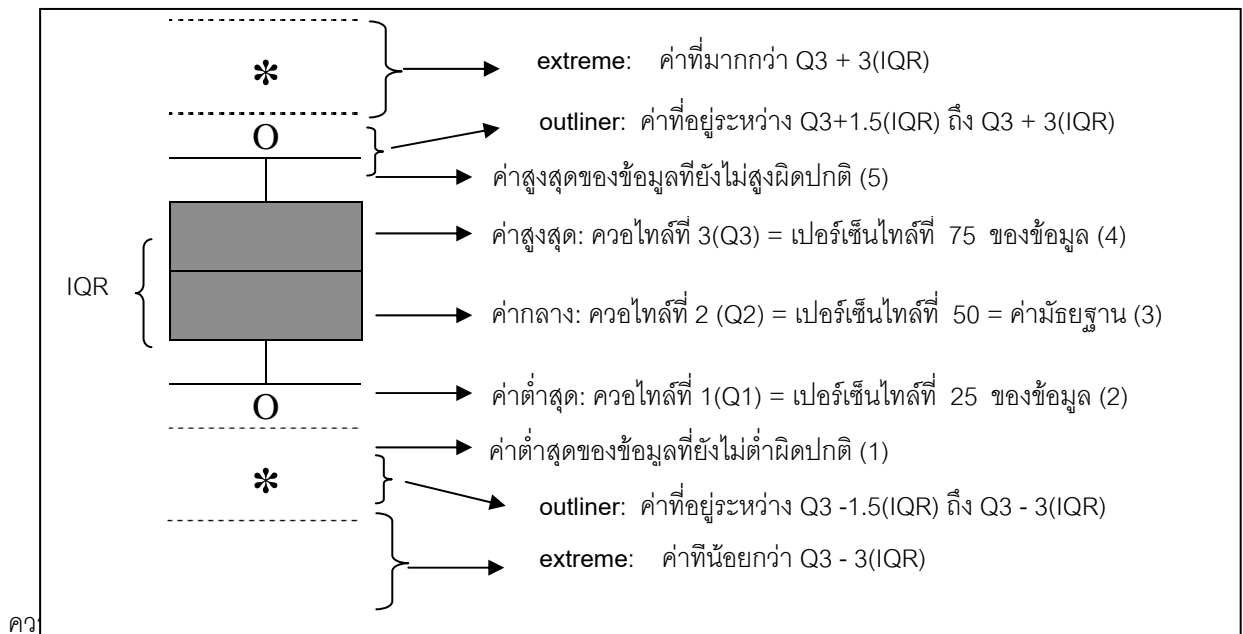 * extreme: ค่าที่มากกว่า Q3 + 3(IQR)
O outliner: ค่าที่อยู่ระหว่าง Q3+1.5(IQR) ถึง Q3 + 3(IQR)
ค่าสูงสุดของข้อมูลที่ยังไม่สูงผิดปกติ (5)
ค่าสูงสุด: ควอไทล์ที่ 3(Q3) = เปอร์เซ็นไทล์ที่ 75 ของข้อมูล (4)
IQR
ค่ากลาง: ควอไทล์ที่ 2 (Q2) = เปอร์เซ็นไทล์ที่ 50 = ค่ามัธยฐาน (3)
ค่าต่ำสุด: ควอไทล์ที่ 1(Q1) = เปอร์เซ็นไทล์ที่ 25 ของข้อมูล (2)
O
ค่าต่ำสุดของข้อมูลที่ยังไม่ต่ำผิดปกติ (1)
*
outliner: ค่าที่อยู่ระหว่าง Q3 -1.5(IQR) ถึง Q3 - 3(IQR)
extreme: ค่าที่น้อยกว่า Q3 - 3(IQR)